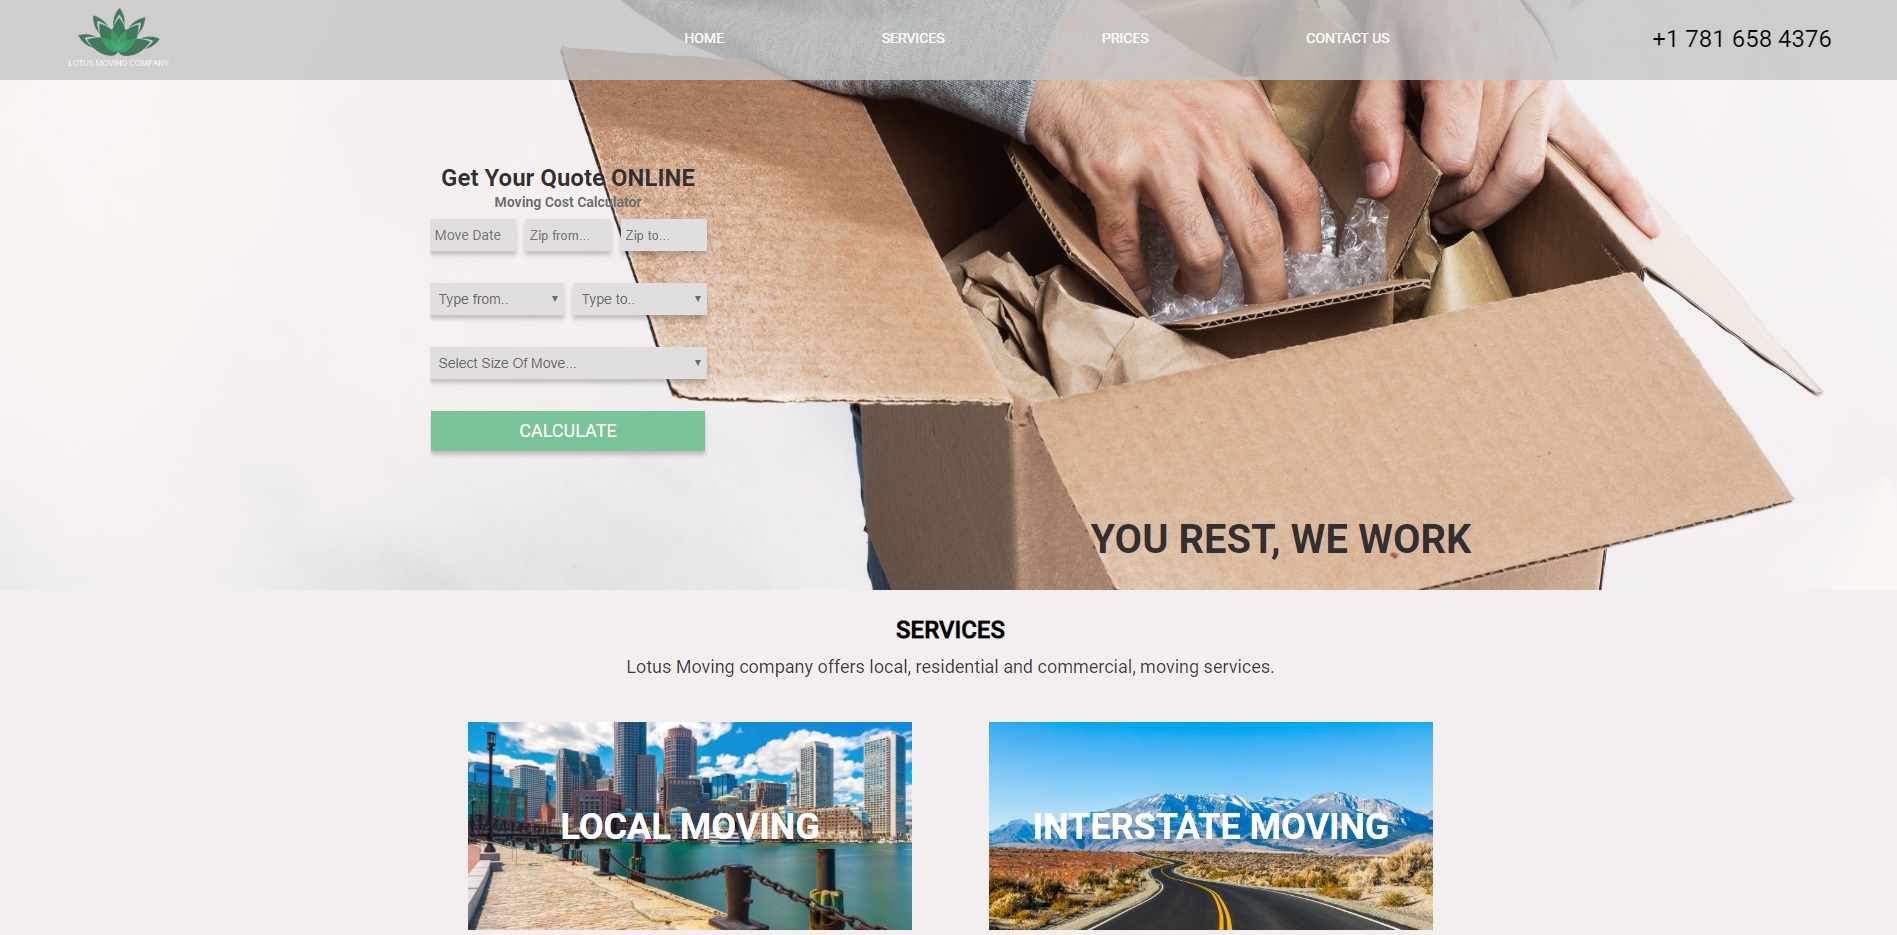 LOTUS MOVING COMPANY
HOME
SERVICES
PRICES
CONTACT US
+1 781 658 4376
Get Your Quote ONLINE
Moving Cost Calculator
Move Date
Zip from...
Zip to...
Type from..
Type to..
Select Size Of Move...
CALCULATE
YOU REST, WE WORK
SERVICES
Lotus Moving company offers local, residential and commercial, moving services.
LOCAL MOVING
INTERSTATE MOVING